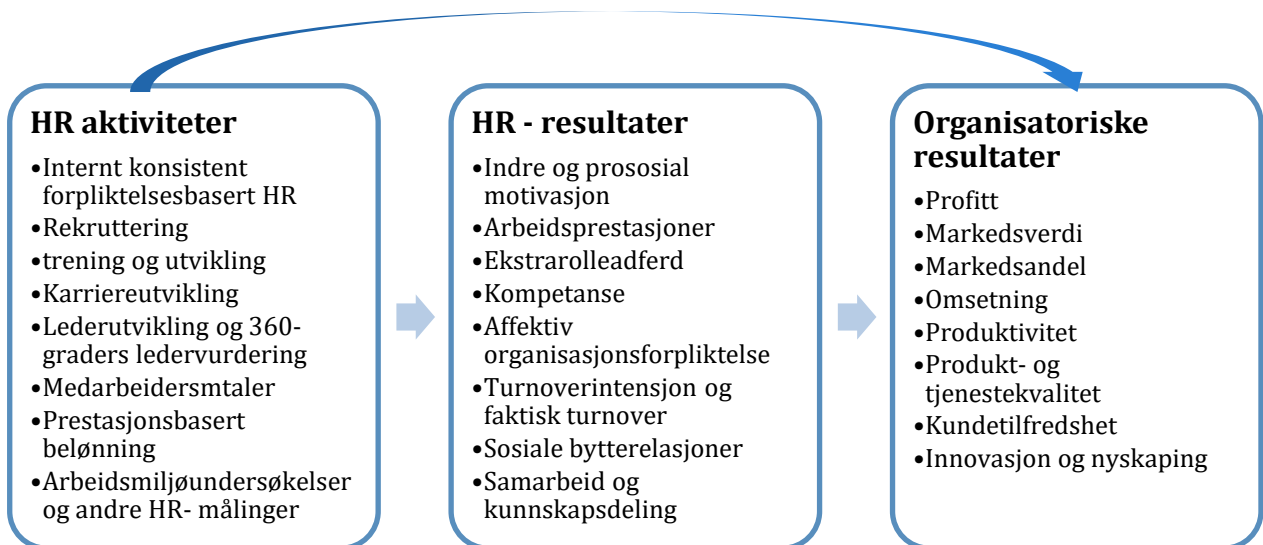 HR aktiviteter
•Internt konsistent
forpliktelsesbasert HR
•Rekruttering
•trening og utvikling
•Karriereutvikling
•Lederutvikling og 360-
graders ledervurdering
•Medarbeidersmtaler
•Prestasjonsbasert
belønning
•Arbeidsmiljøundersøkelser
og andre HR- målinger
HR - resultater
•Indre og prososial
motivasjon
•Arbeidsprestasjoner
•Ekstrarolleadferd
•Kompetanse
•Affektiv
organisasjonsforpliktelse
•Turnoverintensjon og
faktisk turnover
•Sosiale bytterelasjoner
•Samarbeid og
kunnskapsdeling
Organisatoriske
resultater
•Profitt
•Markedsverdi
•Markedsandel
•Omsetning
•Produktivitet
•Produkt- og
tjenestekvalitet
•Kundetilfredshet
•Innovasjon og nyskaping